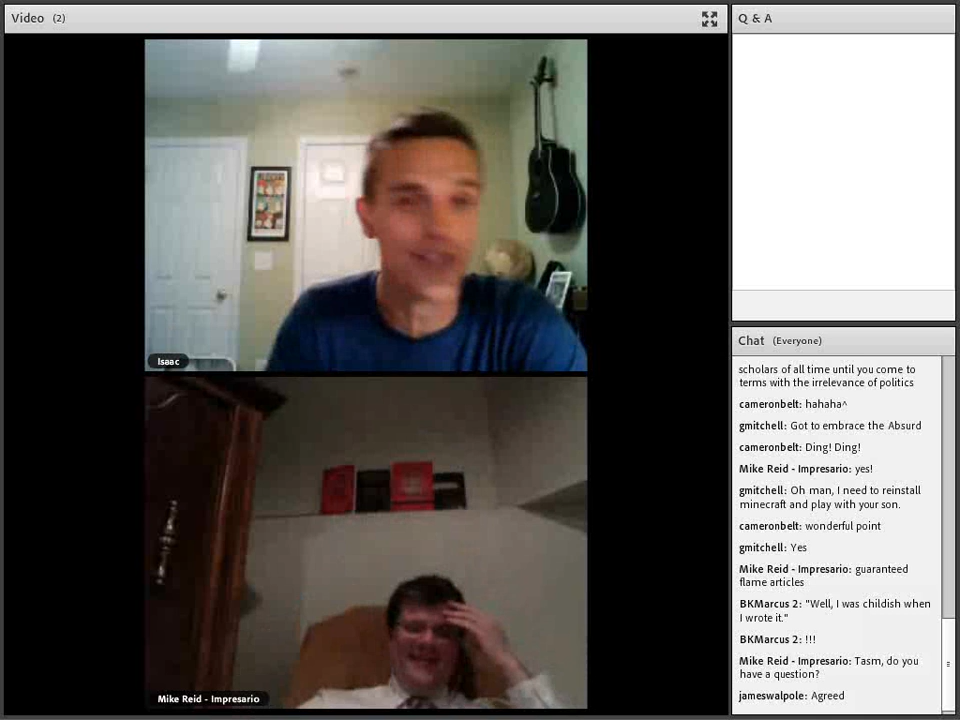 Video (2)
Q & A
Isaac
Mike Reid - Impresario
Chat (Everyone)
scholars of all time until you come to
terms with the irrelevance of politics
cameronbelt: hahaha^
gmitchell: Got to embrace the Absurd
cameronbelt: Ding! Ding!
Mike Reid - Impresario: yes!
gmitchell: Oh man, I need to reinstall
minecraft and play with your son.
cameronbelt: wonderful point
gmitchell: Yes
Mike Reid - Impresario: guaranteed
flame articles
BKMarcus 2: "Well, I was childish when
I wrote it."
BKMarcus 2: !!!
Mike Reid - Impresario: Tasm, do you
have a question?
jameswalpole: Agreed